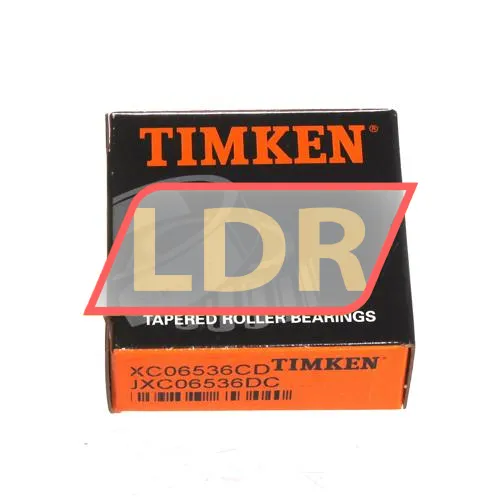 TIMKEN®
LDR
TAPERED ROLLER BEARINGS
XC06536CD TIMKEN
JXC06536DC